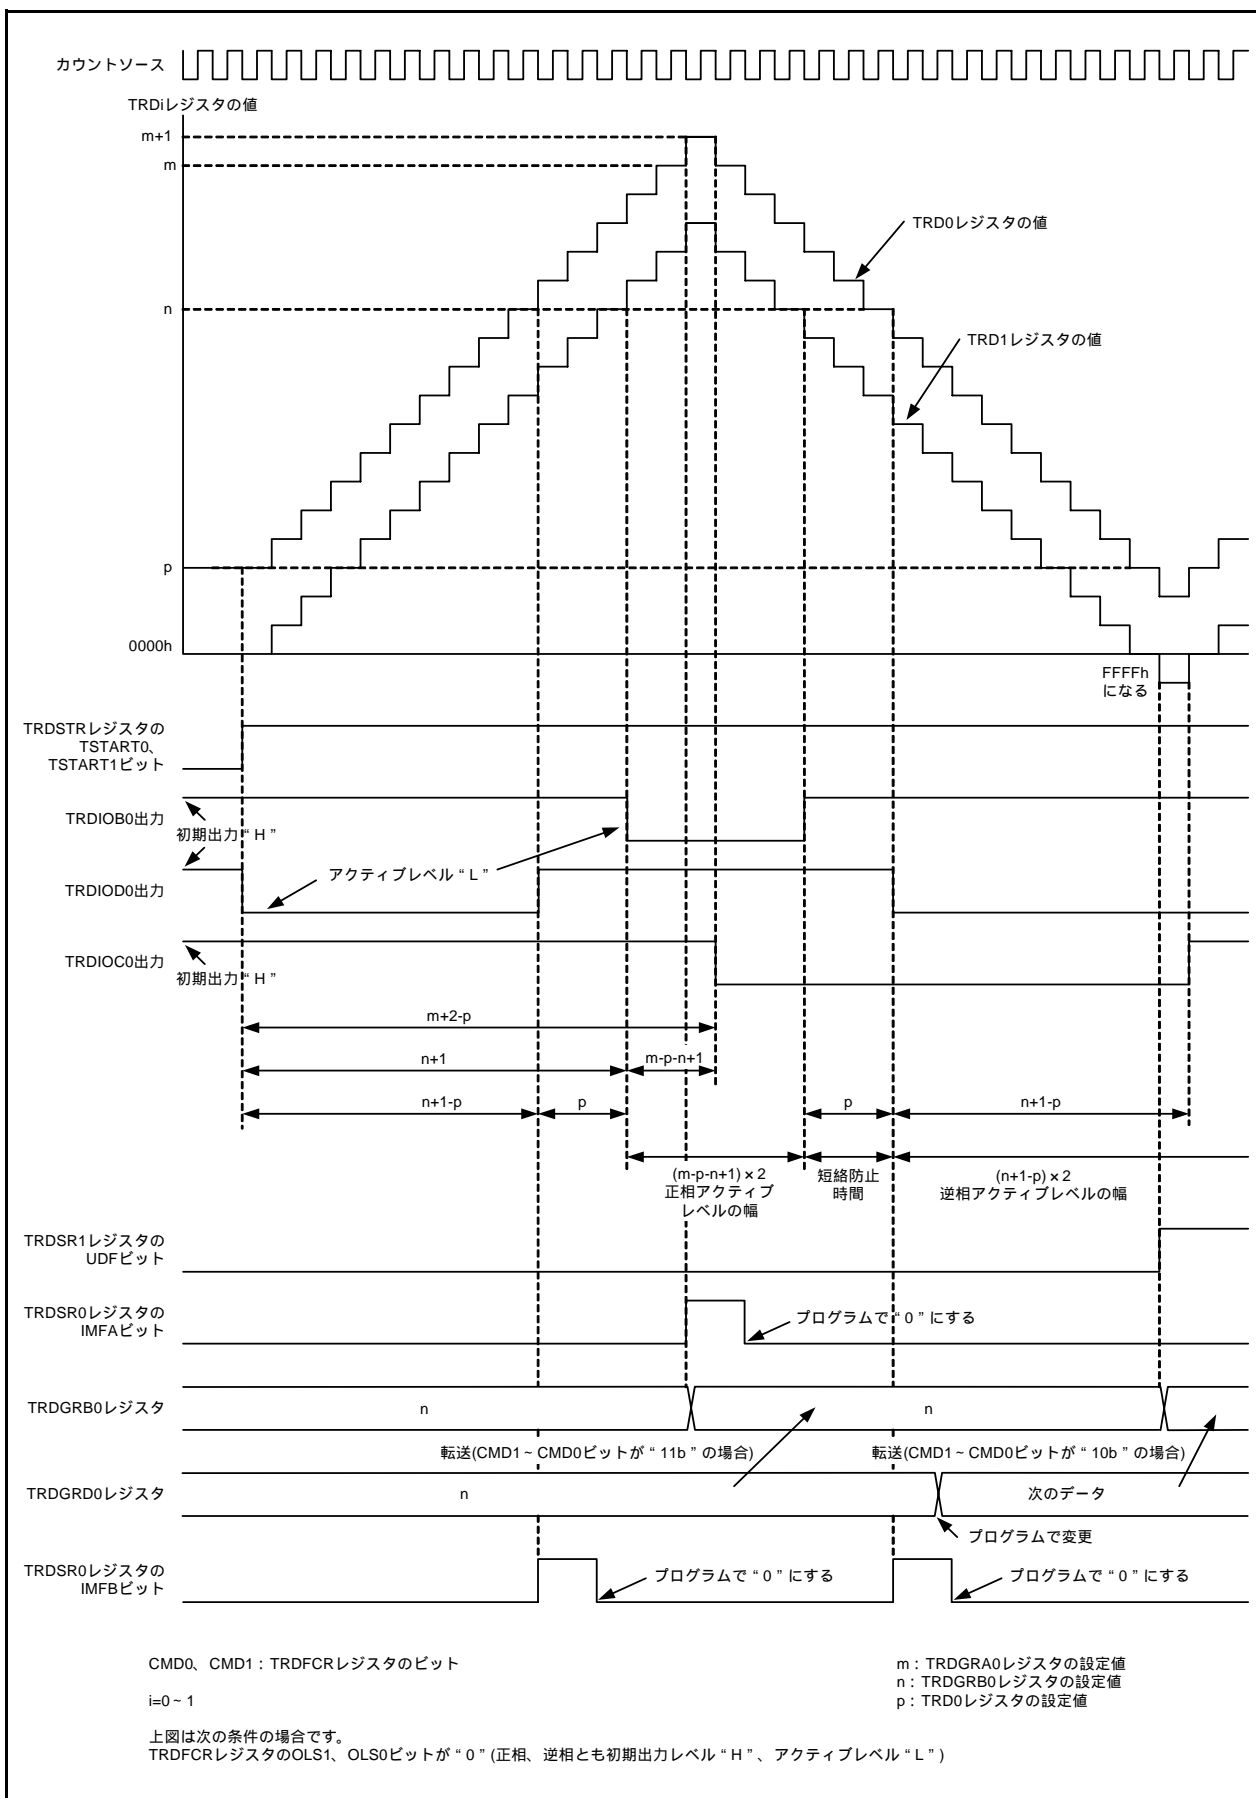 カウントソース
TRDiレジスタの値
m+1
m
TRD0レジスタの値
n
TRD1レジスタの値
p
0000h
FFFFh
になる
TRDSTRレジスタの
TSTART0、
TSTART1ビット
TRDIOB0出力
初期出力“H”
アクティブレベル“L”
TRDIOD0出力
TRDIOC0出力
初期出力“H”
m+2-p
n+1
m-p-n+1
n+1-p
p
p
n+1-p
(m-p-n+1)×2
正相アクティブ
レベルの幅
短絡防止
時間
(n+1-p)×2
逆相アクティブレベルの幅
TRDSR1レジスタの
UDFビット
TRDSR0レジスタの
IMFAビット
プログラムで“0”にする
TRDGRB0レジスタ
n
n
転送(CMD1~CMD0ビットが“11b”の場合)
転送(CMD1~CMD0ビットが“10b”の場合)
TRDGRD0レジスタ
n
次のデータ
プログラムで変更
TRDSR0レジスタの
IMFBビット
プログラムで“0”にする
プログラムで“0”にする
CMD0、CMD1:TRDFCRレジスタのビット
i=0~1
m:TRDGRA0レジスタの設定値
n:TRDGRB0レジスタの設定値
p:TRD0レジスタの設定値
上図は次の条件の場合です。
TRDFCRレジスタのOLS1、OLS0ビットが“0”(正相、逆相とも初期出力レベル“H”、アクティブレベル“L”)